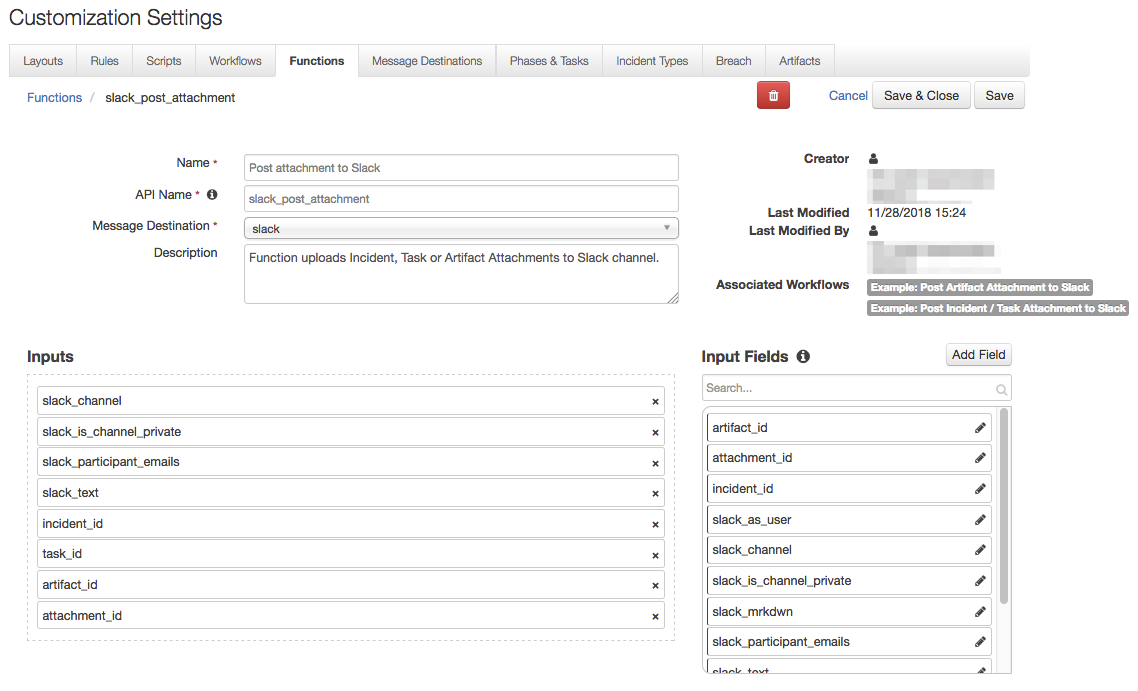 Customization Settings
Layouts Rules Scripts Workflows Functions Message Destinations Phases & Tasks Incident Types Breach Artifacts
Functions / slack_post_attachment Cancel Save & Close Save
Name * Post attachment to Slack
API Name * slack_post_attachment
Message Destination * slack
Description Function uploads Incident, Task or Artifact Attachments to Slack channel.
Creator
Last Modified 11/28/2018 15:24
Last Modified By
Associated Workflows Example: Post Artifact Attachment to Slack
Example: Post Incident / Task Attachment to Slack
Inputs
slack_channel ×
slack_is_channel_private ×
slack_participant_emails ×
slack_text ×
incident_id ×
task_id ×
artifact_id ×
attachment_id ×
Input Fields Add Field
Search...
artifact_id
attachment_id
incident_id
slack_as_user
slack_channel
slack_is_channel_private
slack_mrkdwn
slack_participant_emails
slack_text